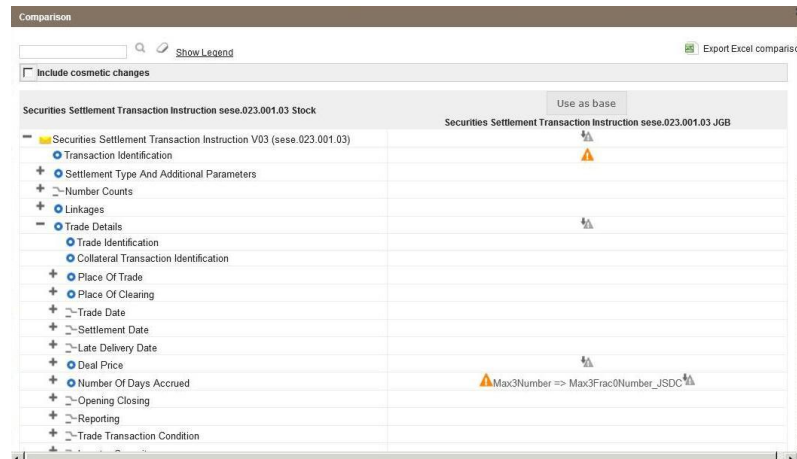 Comparison
Show Legend
Export Excel comparis
Include cosmetic changes
Securities Settlement Transaction Instruction sese.023.001.03 Stock
Use as base
Securities Settlement Transaction Instruction sese.023.001.03 JGB
Securities Settlement Transaction Instruction V03 (sese.023.001.03)
Transaction Identification
Settlement Type And Additional Parameters
Number Counts
Linkages
Trade Details
Trade Identification
Collateral Transaction Identification
Place Of Trade
Place Of Clearing
Trade Date
Settlement Date
Late Delivery Date
Deal Price
Number Of Days Accrued
Max3Number => Max3Frac0Number_JSDC
Opening Closing
Reporting
Trade Transaction Condition